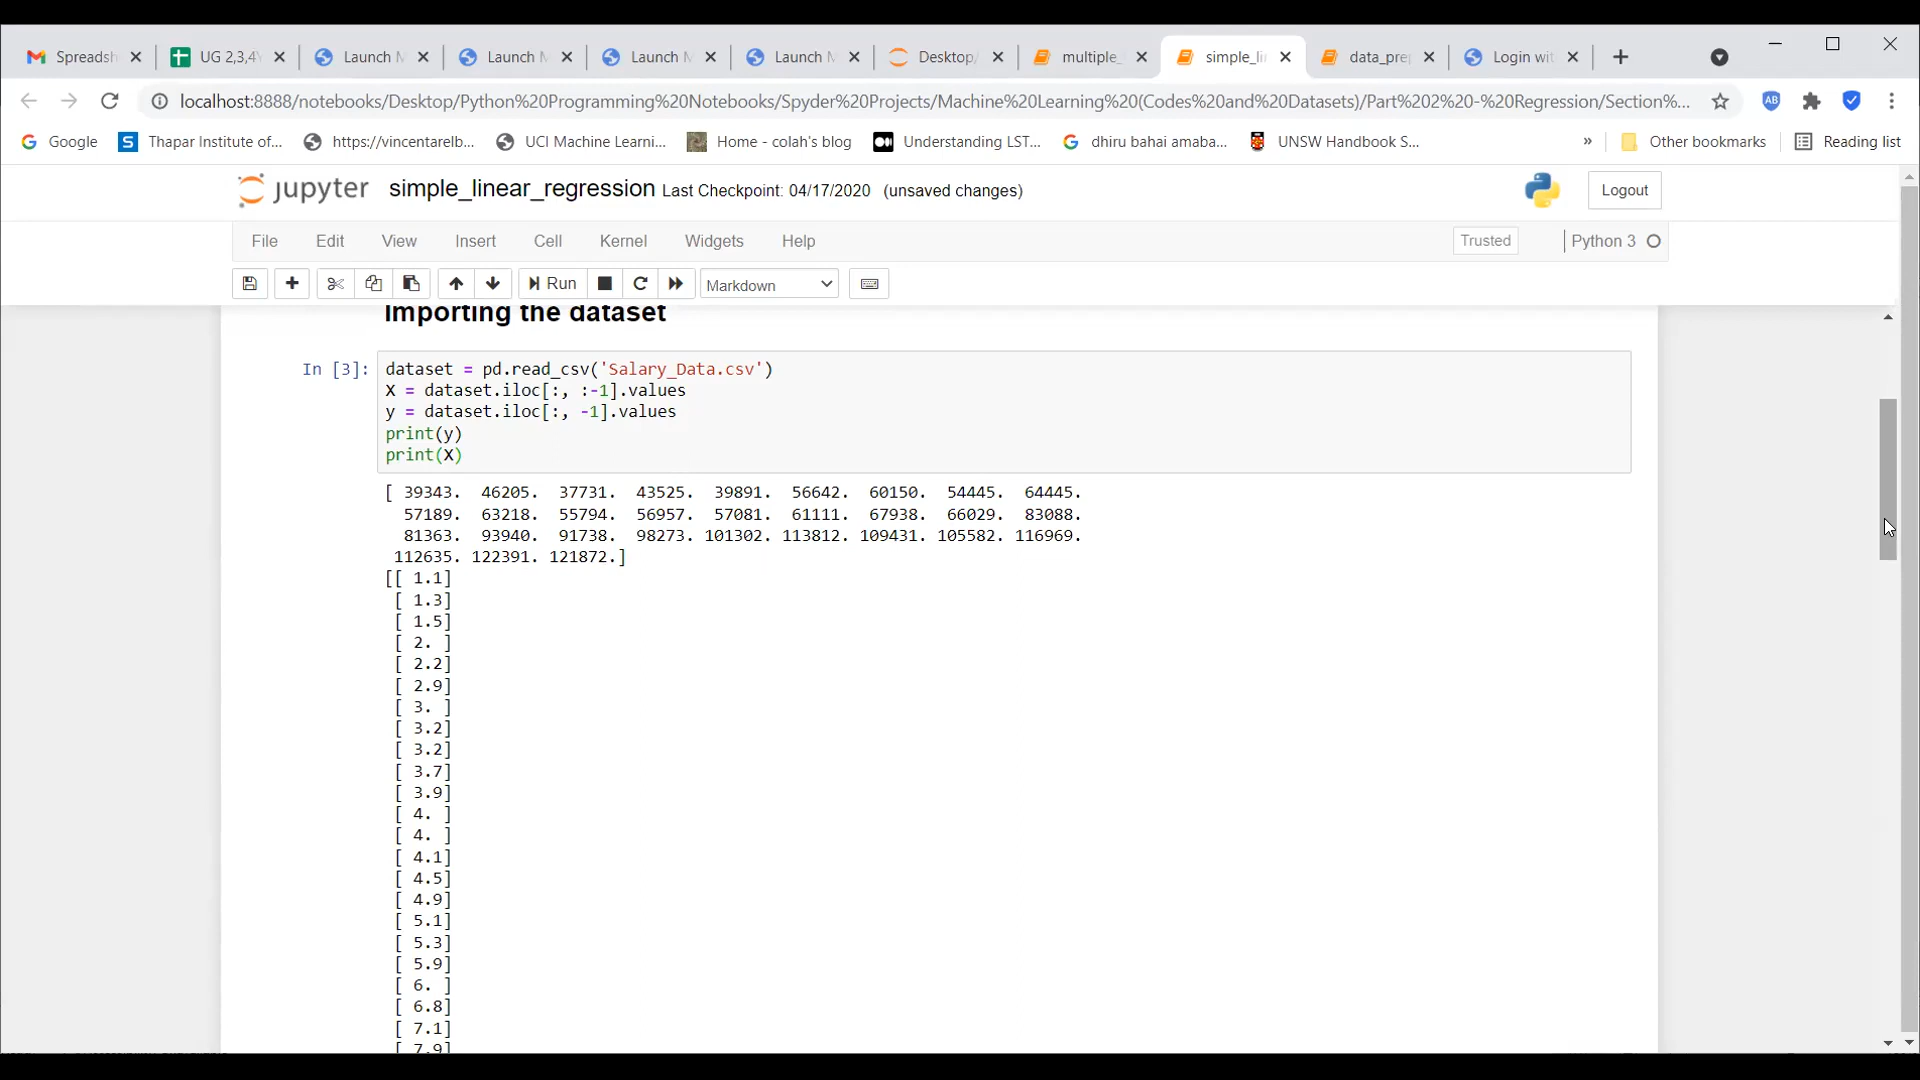 Spreadsh
UG 2,3,4Y
Launch M
Launch M
Launch M
Launch M
Desktop/
multiple_
simple_li
data_prep
Login wit
localhost:8888/notebooks/Desktop/Python%20Programming%20Notebooks/Spyder%20Projects/Machine%20Learning%20(Codes%20and%20Datasets)/Part%202%20-%20Regression/Section%...
Google
Thapar Institute of...
https://vincentarelb...
UCI Machine Learni...
Home - colah's blog
Understanding LST...
dhiru bahai amaba...
UNSW Handbook S...
»
Other bookmarks
Reading list
jupyter simple_linear_regression Last Checkpoint: 04/17/2020 (unsaved changes)
Logout
File Edit View Insert Cell Kernel Widgets Help
Trusted
Python 3
Run
Markdown
Importing the dataset
In [3]: dataset = pd.read_csv('Salary_Data.csv')
X = dataset.iloc[:, :-1].values
y = dataset.iloc[:, -1].values
print(y)
print(X)
[ 39343. 46205. 37731. 43525. 39891. 56642. 60150. 54445. 64445.
57189. 63218. 55794. 56957. 57081. 61111. 67938. 66029. 83088.
81363. 93940. 91738. 98273. 101302. 113812. 109431. 105582. 116969.
112635. 122391. 121872.]
[[ 1.1]
[ 1.3]
[ 1.5]
[ 2. ]
[ 2.2]
[ 2.9]
[ 3. ]
[ 3.2]
[ 3.2]
[ 3.7]
[ 3.9]
[ 4. ]
[ 4. ]
[ 4.1]
[ 4.5]
[ 4.9]
[ 5.1]
[ 5.3]
[ 5.9]
[ 6. ]
[ 6.8]
[ 7.1]
[ 7.9]